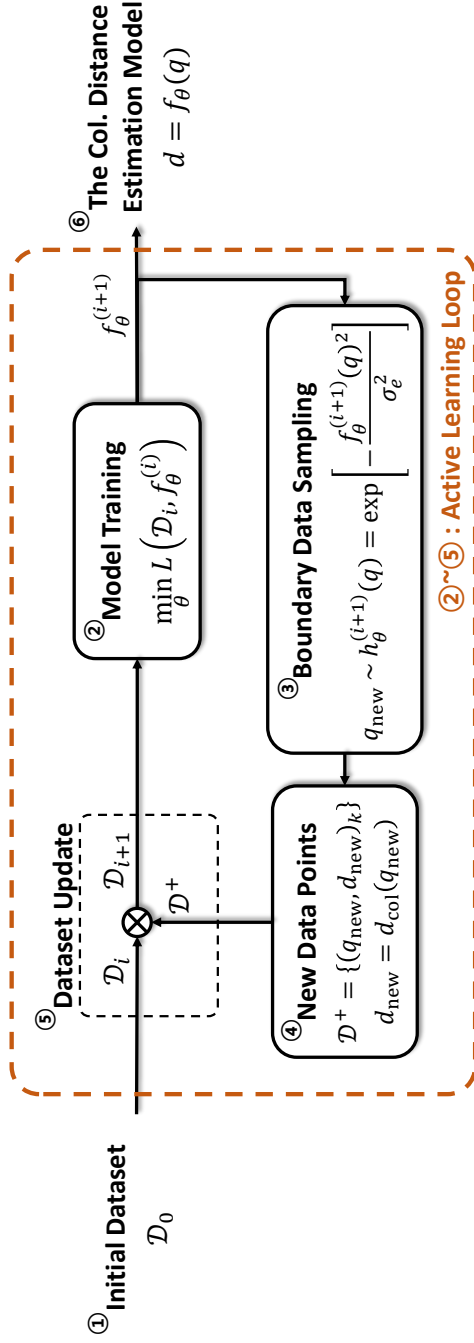 ① Initial Dataset
𝒟₀
⑤ Dataset Update
𝒟ᵢ
𝒟ᵢ₊₁
𝒟⁺
② Model Training
min_θ L (𝒟ᵢ, f_θ^(i))
f_θ^(i+1)
③ Boundary Data Sampling
q_new ~ h_θ^(i+1)(q) = exp [ − f_θ^(i+1)(q)² / σ_e² ]
④ New Data Points
𝒟⁺ = {(q_new, d_new)_k}
d_new = d_col(q_new)
②~⑤ : Active Learning Loop
⑥ The Col. Distance
Estimation Model
d = f_θ(q)